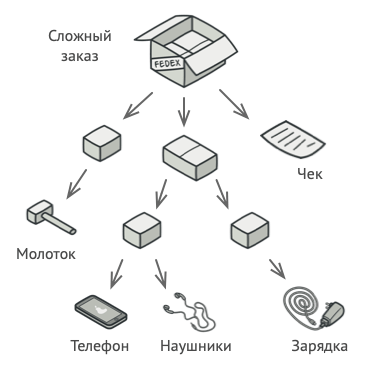 Сложный
заказ
FEDEX
Чек
Молоток
Телефон
Наушники
Зарядка